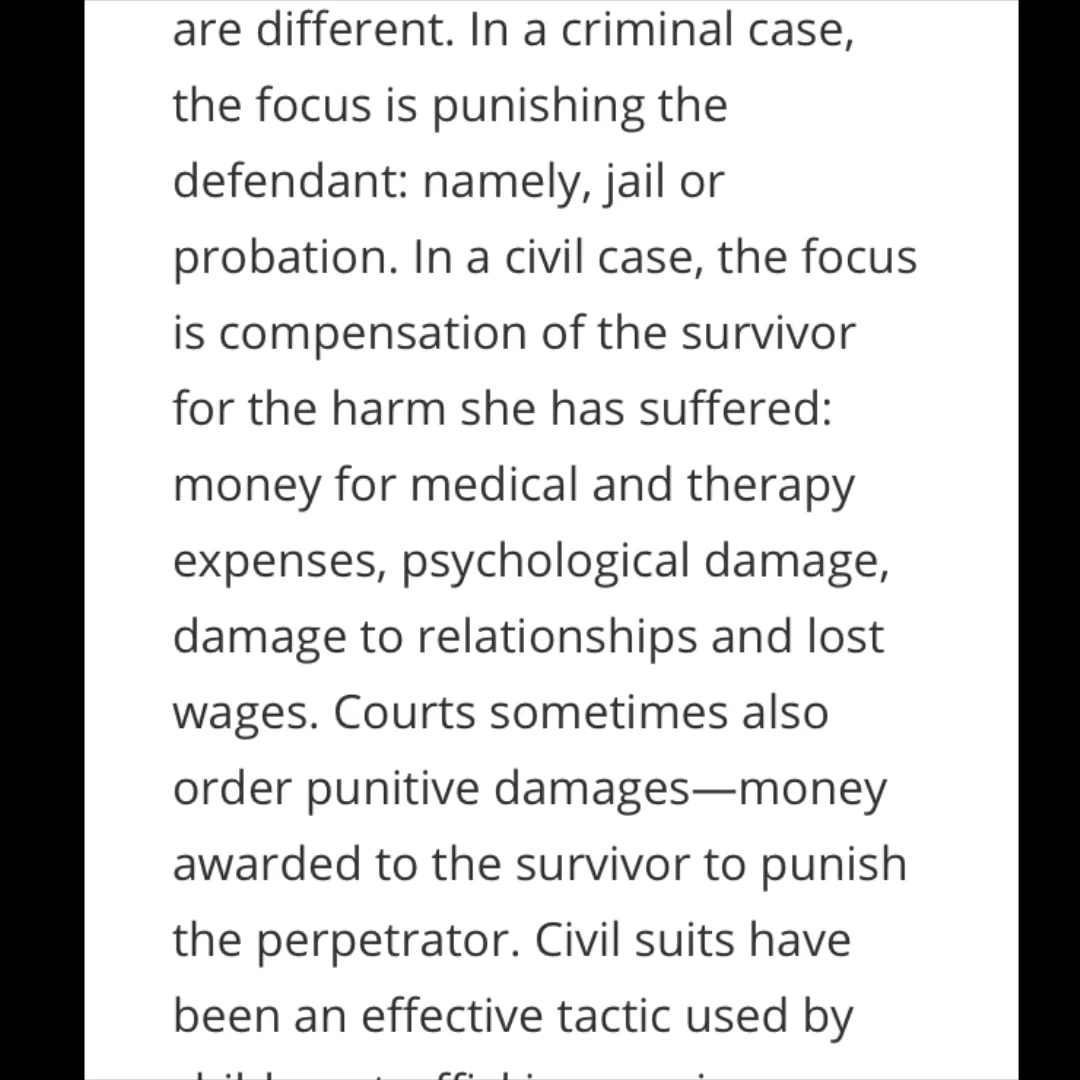 are different. In a criminal case,
the focus is punishing the
defendant: namely, jail or
probation. In a civil case, the focus
is compensation of the survivor
for the harm she has suffered:
money for medical and therapy
expenses, psychological damage,
damage to relationships and lost
wages. Courts sometimes also
order punitive damages—money
awarded to the survivor to punish
the perpetrator. Civil suits have
been an effective tactic used by